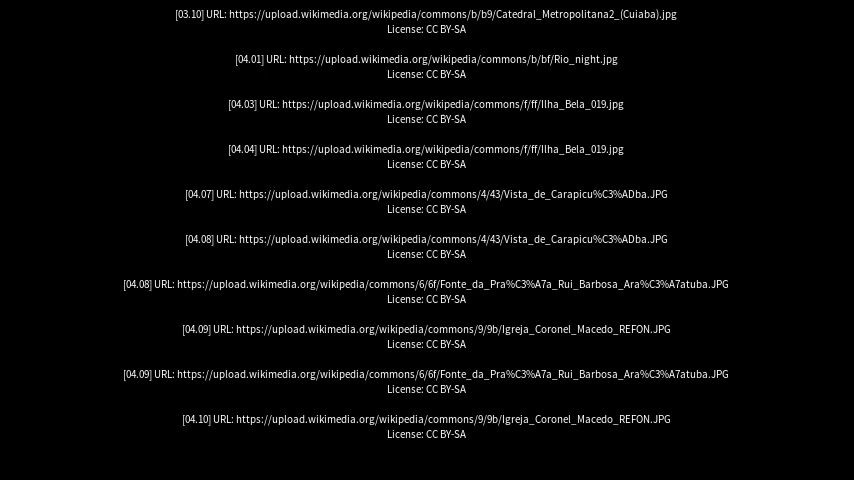 [03.10] URL: https://upload.wikimedia.org/wikipedia/commons/b/b9/Catedral_Metropolitana2_(Cuiaba).jpg
License: CC BY-SA
[04.01] URL: https://upload.wikimedia.org/wikipedia/commons/b/bf/Rio_night.jpg
License: CC BY-SA
[04.03] URL: https://upload.wikimedia.org/wikipedia/commons/f/ff/Ilha_Bela_019.jpg
License: CC BY-SA
[04.04] URL: https://upload.wikimedia.org/wikipedia/commons/f/ff/Ilha_Bela_019.jpg
License: CC BY-SA
[04.07] URL: https://upload.wikimedia.org/wikipedia/commons/4/43/Vista_de_Carapicu%C3%ADba.JPG
License: CC BY-SA
[04.08] URL: https://upload.wikimedia.org/wikipedia/commons/4/43/Vista_de_Carapicu%C3%ADba.JPG
License: CC BY-SA
[04.08] URL: https://upload.wikimedia.org/wikipedia/commons/6/6f/Fonte_da_Pra%C3%A7a_Rui_Barbosa_Ara%C3%A7atuba.JPG
License: CC BY-SA
[04.09] URL: https://upload.wikimedia.org/wikipedia/commons/9/9b/Igreja_Coronel_Macedo_REFON.JPG
License: CC BY-SA
[04.09] URL: https://upload.wikimedia.org/wikipedia/commons/6/6f/Fonte_da_Pra%C3%A7a_Rui_Barbosa_Ara%C3%A7atuba.JPG
License: CC BY-SA
[04.10] URL: https://upload.wikimedia.org/wikipedia/commons/9/9b/Igreja_Coronel_Macedo_REFON.JPG
License: CC BY-SA